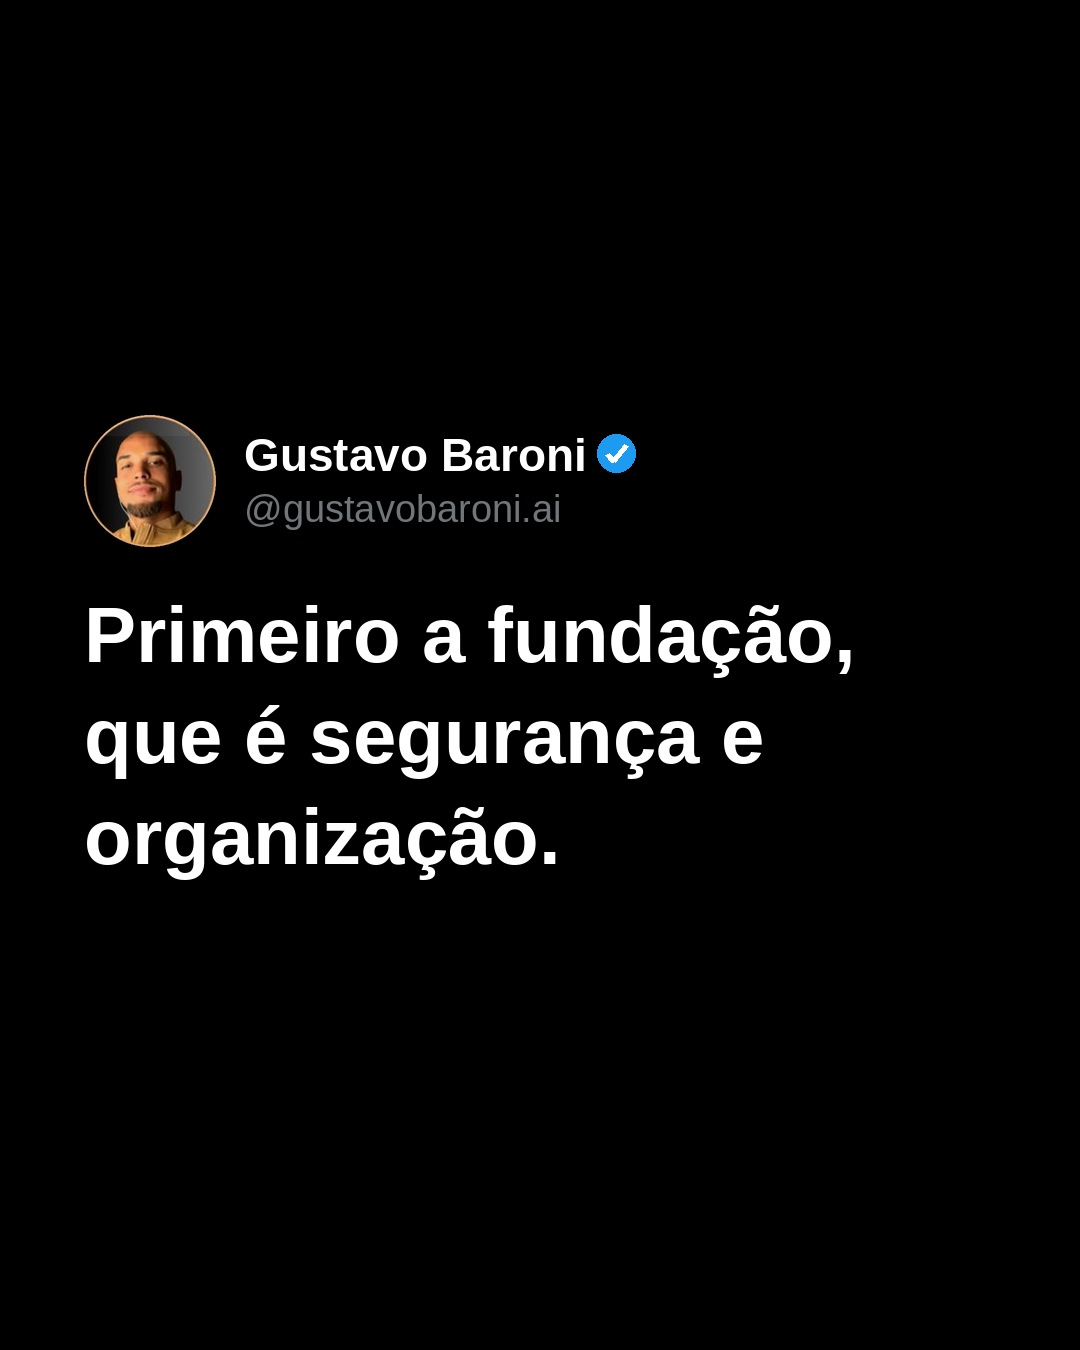 Gustavo Baroni
@gustavobaroni.ai
Primeiro a fundação,
que é segurança e
organização.